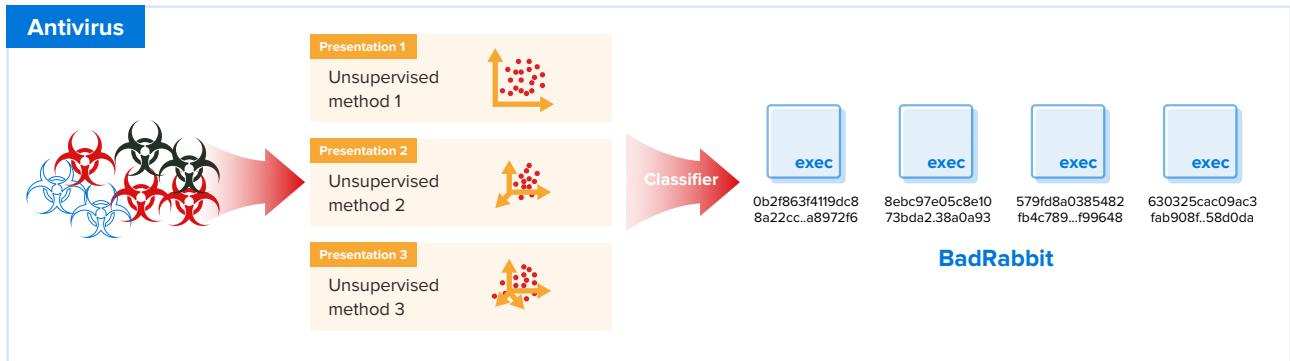 Antivirus
Presentation 1
Unsupervised
method 1
Presentation 2
Unsupervised
method 2
Presentation 3
Unsupervised
method 3
Classifier
exec
exec
exec
exec
0b2f863f4119dc8
8a22cc..a8972f6
8ebc97e05c8e10
73bda2.38a0a93
579fd8a0385482
fb4c789...f99648
630325cac09ac3
fab908f..58d0da
BadRabbit